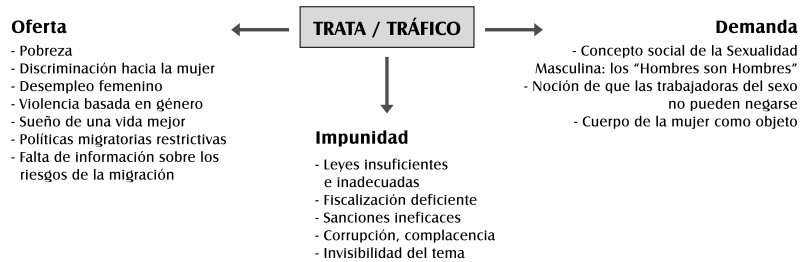 TRATA / TRÁFICO
Oferta
- Pobreza
- Discriminación hacia la mujer
- Desempleo femenino
- Violencia basada en género
- Sueño de una vida mejor
- Políticas migratorias restrictivas
- Falta de información sobre los
riesgos de la migración
Impunidad
- Leyes insuficientes
e inadecuadas
- Fiscalización deficiente
- Sanciones ineficaces
- Corrupción, complacencia
- Invisibilidad del tema
Demanda
- Concepto social de la Sexualidad
Masculina: los “Hombres son Hombres”
- Noción de que las trabajadoras del sexo
no pueden negarse
- Cuerpo de la mujer como objeto